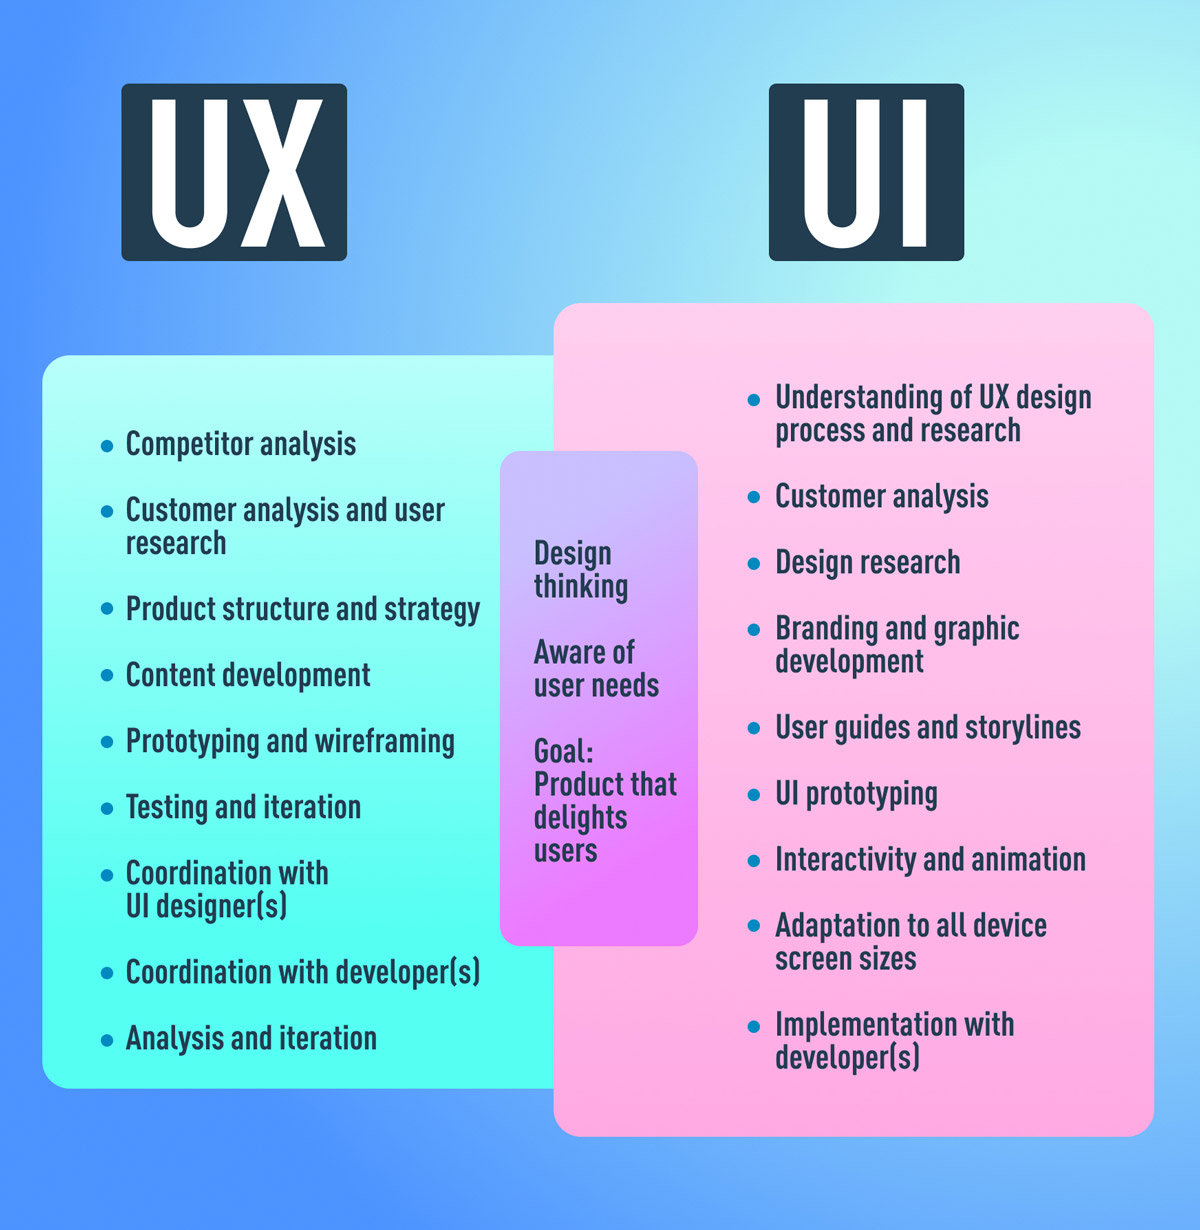 UX
UI
Competitor analysis
Customer analysis and user
research
Product structure and strategy
Content development
Prototyping and wireframing
Testing and iteration
Coordination with
UI designer(s)
Coordination with developer(s)
Analysis and iteration
Design
thinking
Aware of
user needs
Goal:
Product that
delights
users
Understanding of UX design
process and research
Customer analysis
Design research
Branding and graphic
development
User guides and storylines
UI prototyping
Interactivity and animation
Adaptation to all device
screen sizes
Implementation with
developer(s)